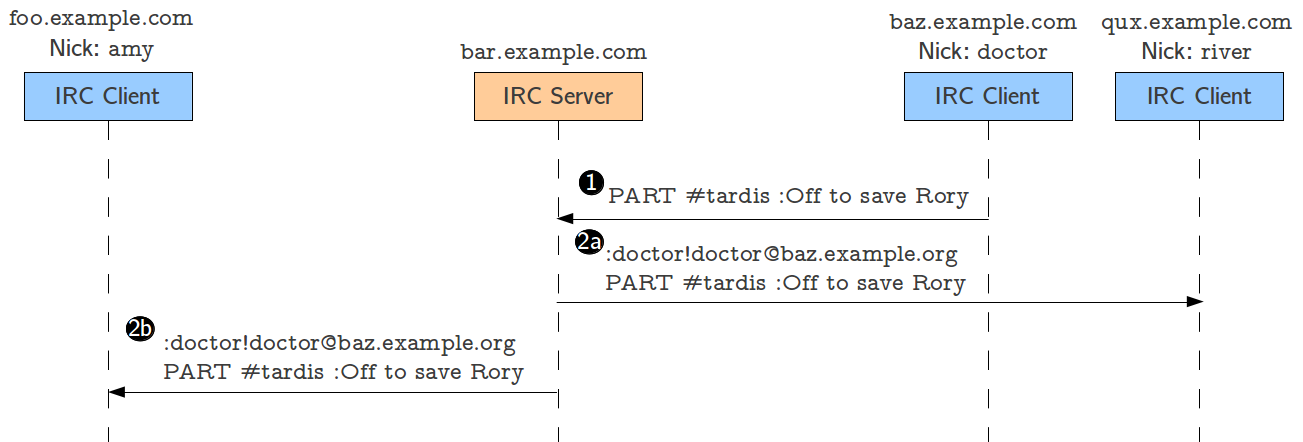 foo.example.com
Nick: amy
IRC Client
bar.example.com
IRC Server
baz.example.com
Nick: doctor
IRC Client
qux.example.com
Nick: river
IRC Client
1
PART #tardis :Off to save Rory
2a
:doctor!doctor@baz.example.org
PART #tardis :Off to save Rory
2b
:doctor!doctor@baz.example.org
PART #tardis :Off to save Rory